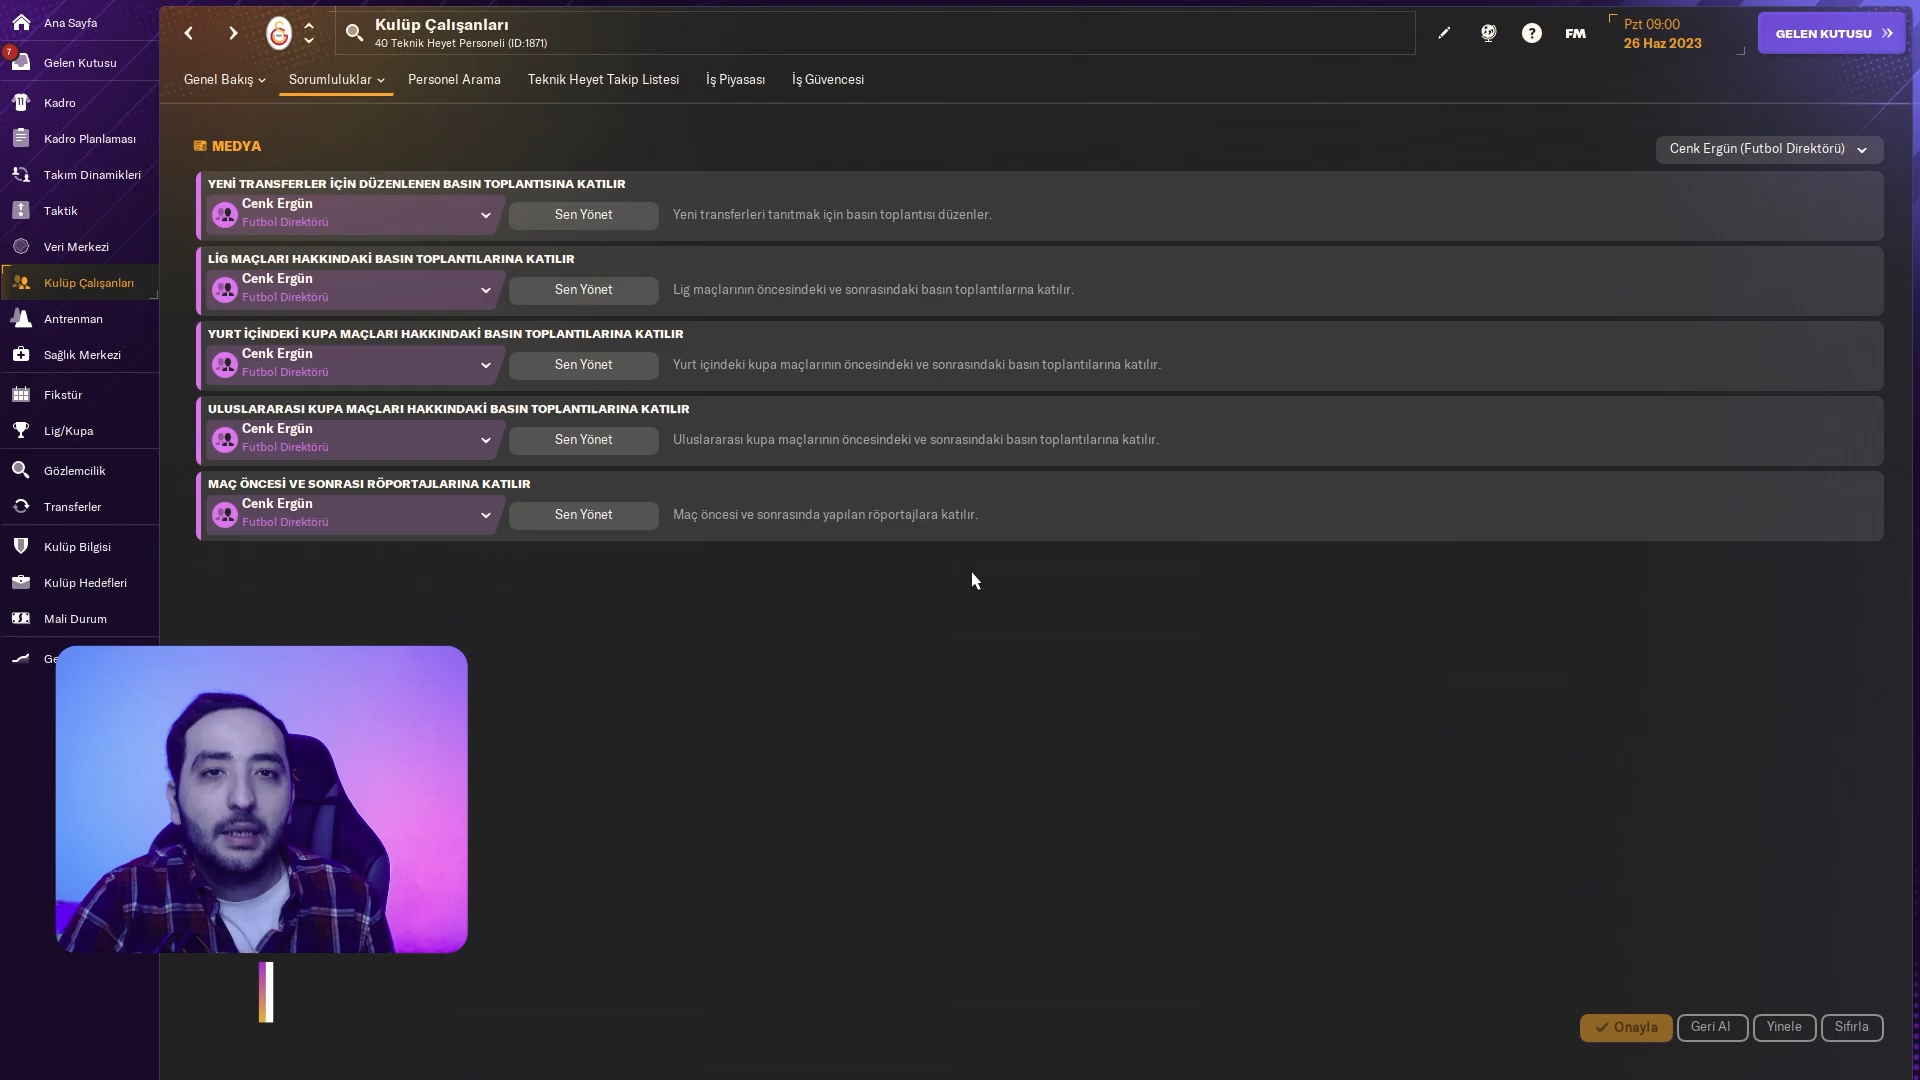 Ana Sayfa
7
Gelen Kutusu
11
Kadro
Kadro Planlaması
Takım Dinamikleri
Taktik
Veri Merkezi
Kulüp Çalışanları
Antrenman
Sağlık Merkezi
Fikstür
Lig/Kupa
Gözlemcilik
Transferler
Kulüp Bilgisi
Kulüp Hedefleri
Mali Durum
Kulüp Çalışanları
40 Teknik Heyet Personeli (ID:1871)
?
FM
Pzt 09:00
26 Haz 2023
GELEN KUTUSU
Genel Bakış
Sorumluluklar
Personel Arama
Teknik Heyet Takip Listesi
İş Piyasası
İş Güvencesi
MEDYA
Cenk Ergün (Futbol Direktörü)
YENİ TRANSFERLER İÇİN DÜZENLENEN BASIN TOPLANTISINA KATILIR
Cenk Ergün
Futbol Direktörü
Sen Yönet
Yeni transferleri tanıtmak için basın toplantısı düzenler.
LİG MAÇLARI HAKKINDAKİ BASIN TOPLANTILARINA KATILIR
Cenk Ergün
Futbol Direktörü
Sen Yönet
Lig maçlarının öncesindeki ve sonrasındaki basın toplantılarına katılır.
YURT İÇİNDEKİ KUPA MAÇLARI HAKKINDAKİ BASIN TOPLANTILARINA KATILIR
Cenk Ergün
Futbol Direktörü
Sen Yönet
Yurt içindeki kupa maçlarının öncesindeki ve sonrasındaki basın toplantılarına katılır.
ULUSLARARASI KUPA MAÇLARI HAKKINDAKİ BASIN TOPLANTILARINA KATILIR
Cenk Ergün
Futbol Direktörü
Sen Yönet
Uluslararası kupa maçlarının öncesindeki ve sonrasındaki basın toplantılarına katılır.
MAÇ ÖNCESİ VE SONRASI RÖPORTAJLARINA KATILIR
Cenk Ergün
Futbol Direktörü
Sen Yönet
Maç öncesi ve sonrasında yapılan röportajlara katılır.
Onayla
Geri Al
Yinele
Sıfırla